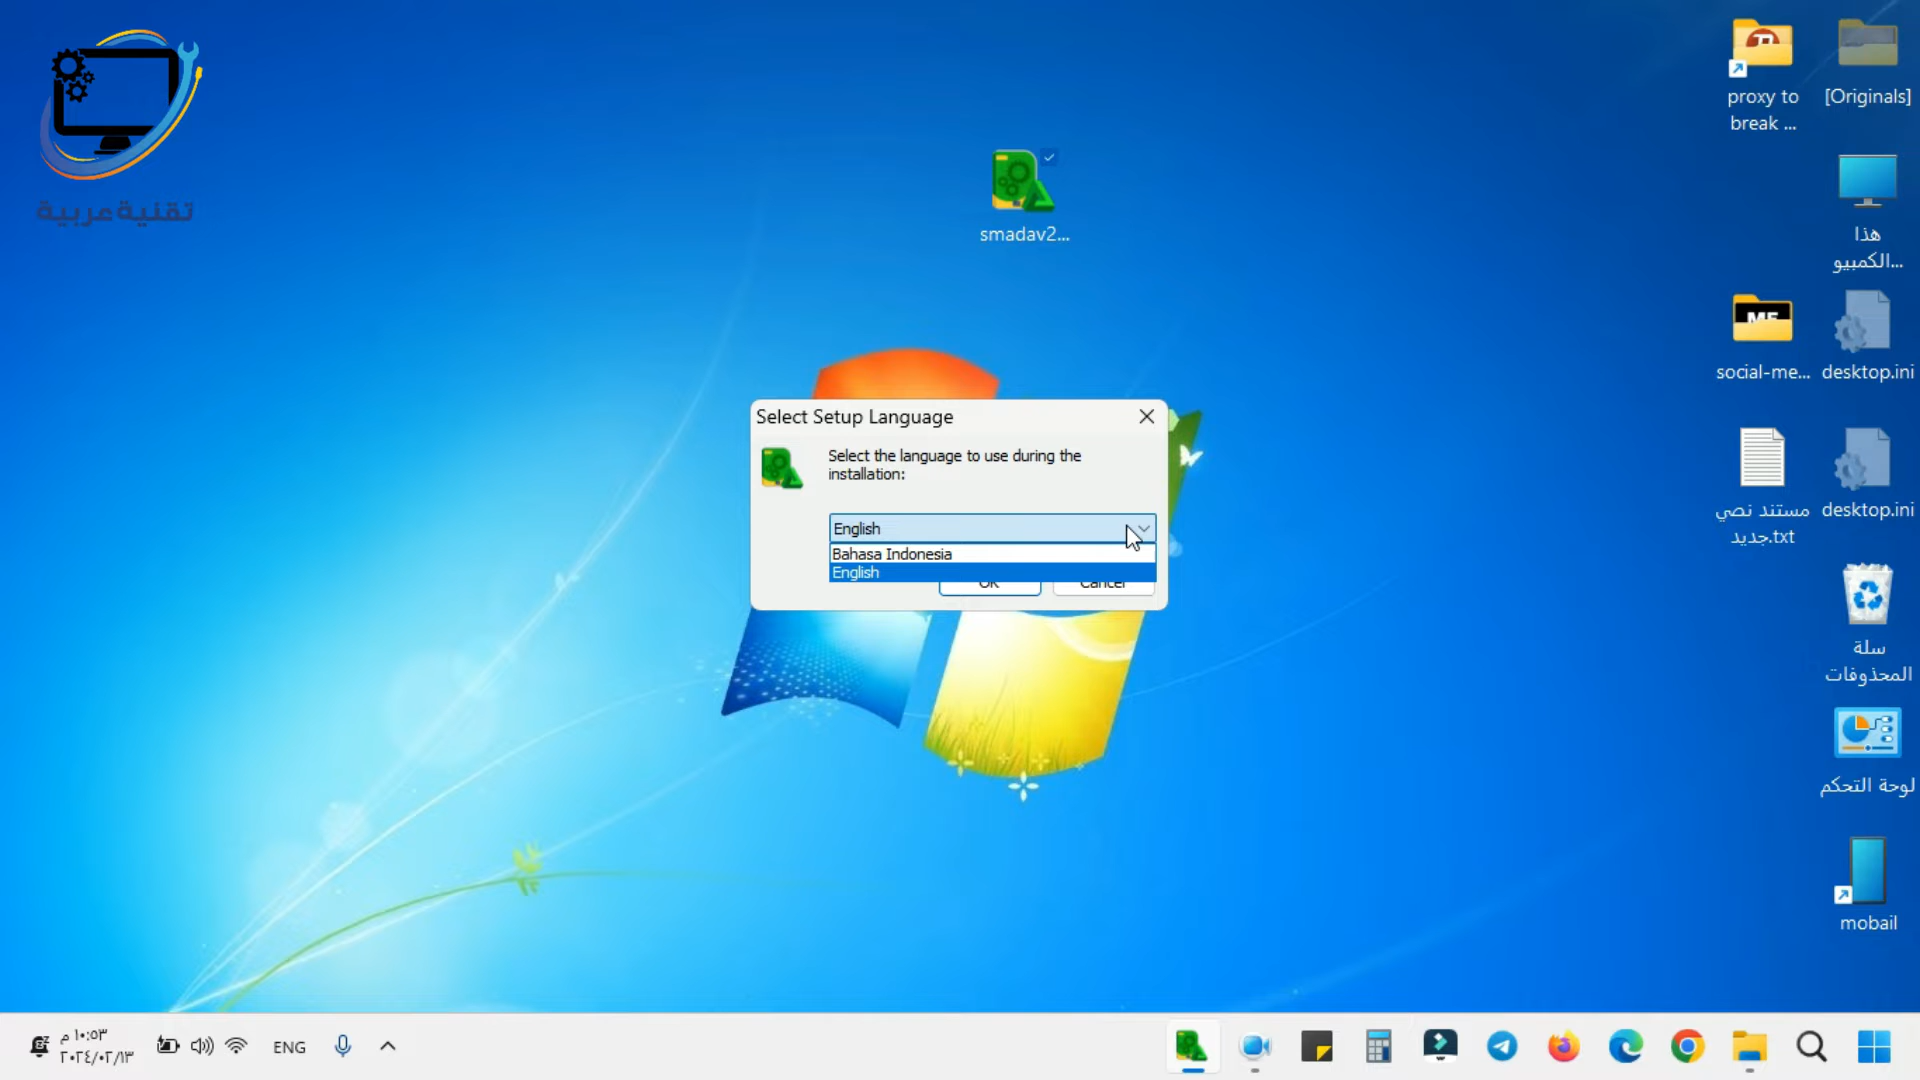 تقنية عربية
smadav2...
proxy to
break ...
[Originals]
هذا
الكمبيو...
social-me...
desktop.ini
مستند نصي
جديد.txt
desktop.ini
سلة
المحذوفات
لوحة التحكم
mobail
Select Setup Language
Select the language to use during the
installation:
English
Bahasa Indonesia
English
OK
Cancel
١٠:٥٣ م
٢٠٢٤/٠٢/١٣
ENG